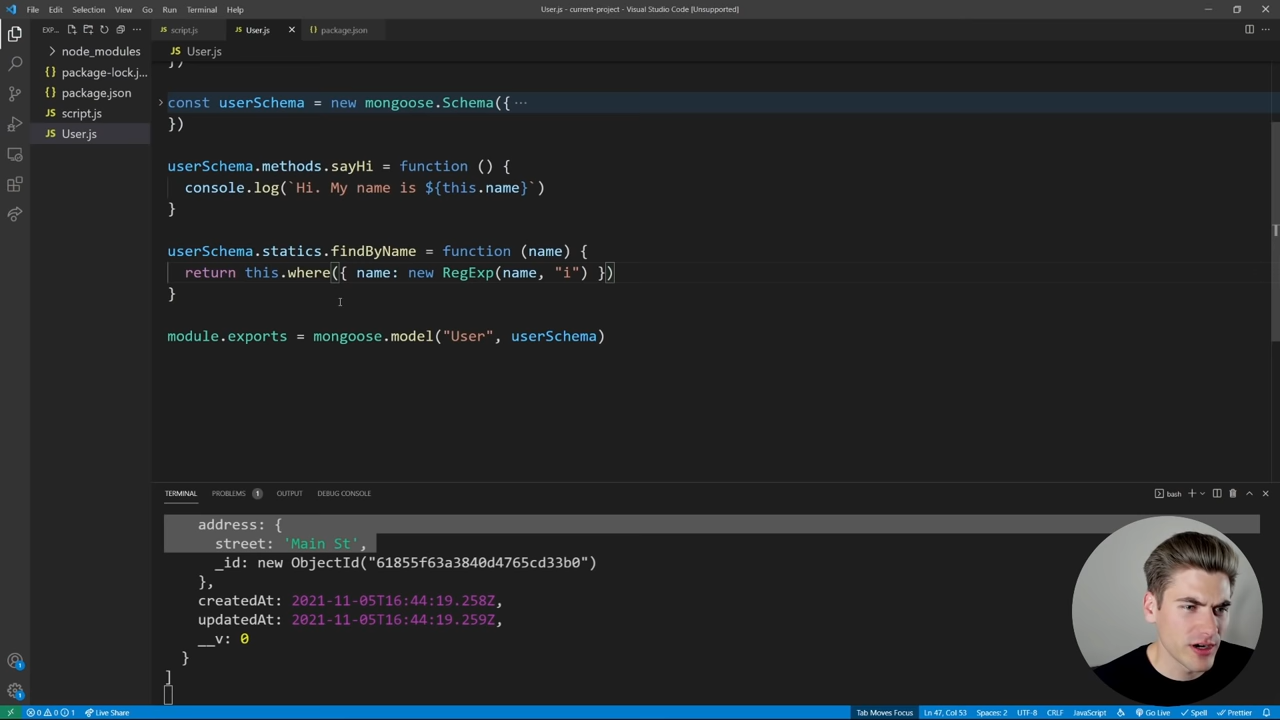 File Edit Selection View Go Run Terminal Help
User.js - current-project - Visual Studio Code [Unsupported]
EXP...
script.js
User.js
package.json
node_modules
package-lock.j...
package.json
script.js
User.js
User.js
})
const userSchema = new mongoose.Schema({ ...
})
userSchema.methods.sayHi = function () {
console.log(`Hi. My name is ${this.name}`)
}
userSchema.statics.findByName = function (name) {
return this.where({ name: new RegExp(name, "i") })
}
module.exports = mongoose.model("User", userSchema)
TERMINAL PROBLEMS 1 OUTPUT DEBUG CONSOLE
bash
address: {
street: 'Main St',
_id: new ObjectId("61855f63a3840d4765cd33b0")
},
createdAt: 2021-11-05T16:44:19.258Z,
updatedAt: 2021-11-05T16:44:19.259Z,
__v: 0
}
]
0 0 1 Live Share
Tab Moves Focus Ln 47, Col 53 Spaces: 2 UTF-8 CRLF JavaScript Go Live Spell Prettier